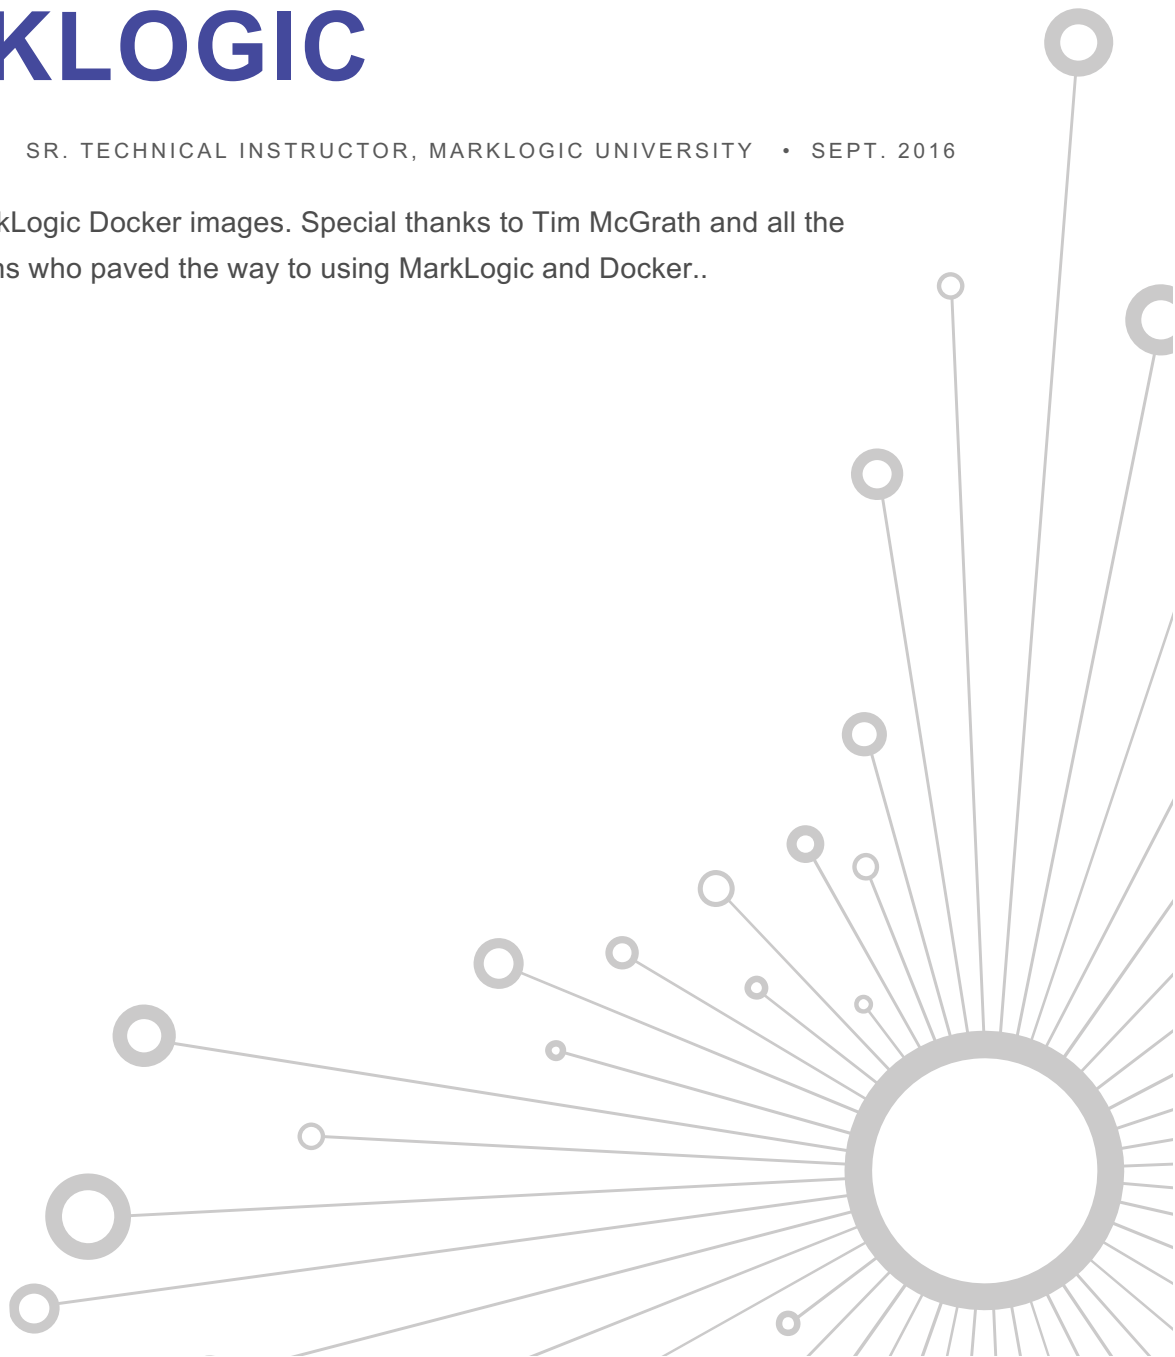 KLOGIC
SR. TECHNICAL INSTRUCTOR, MARKLOGIC UNIVERSITY • SEPT. 2016
kLogic Docker images. Special thanks to Tim McGrath and all the
ns who paved the way to using MarkLogic and Docker..